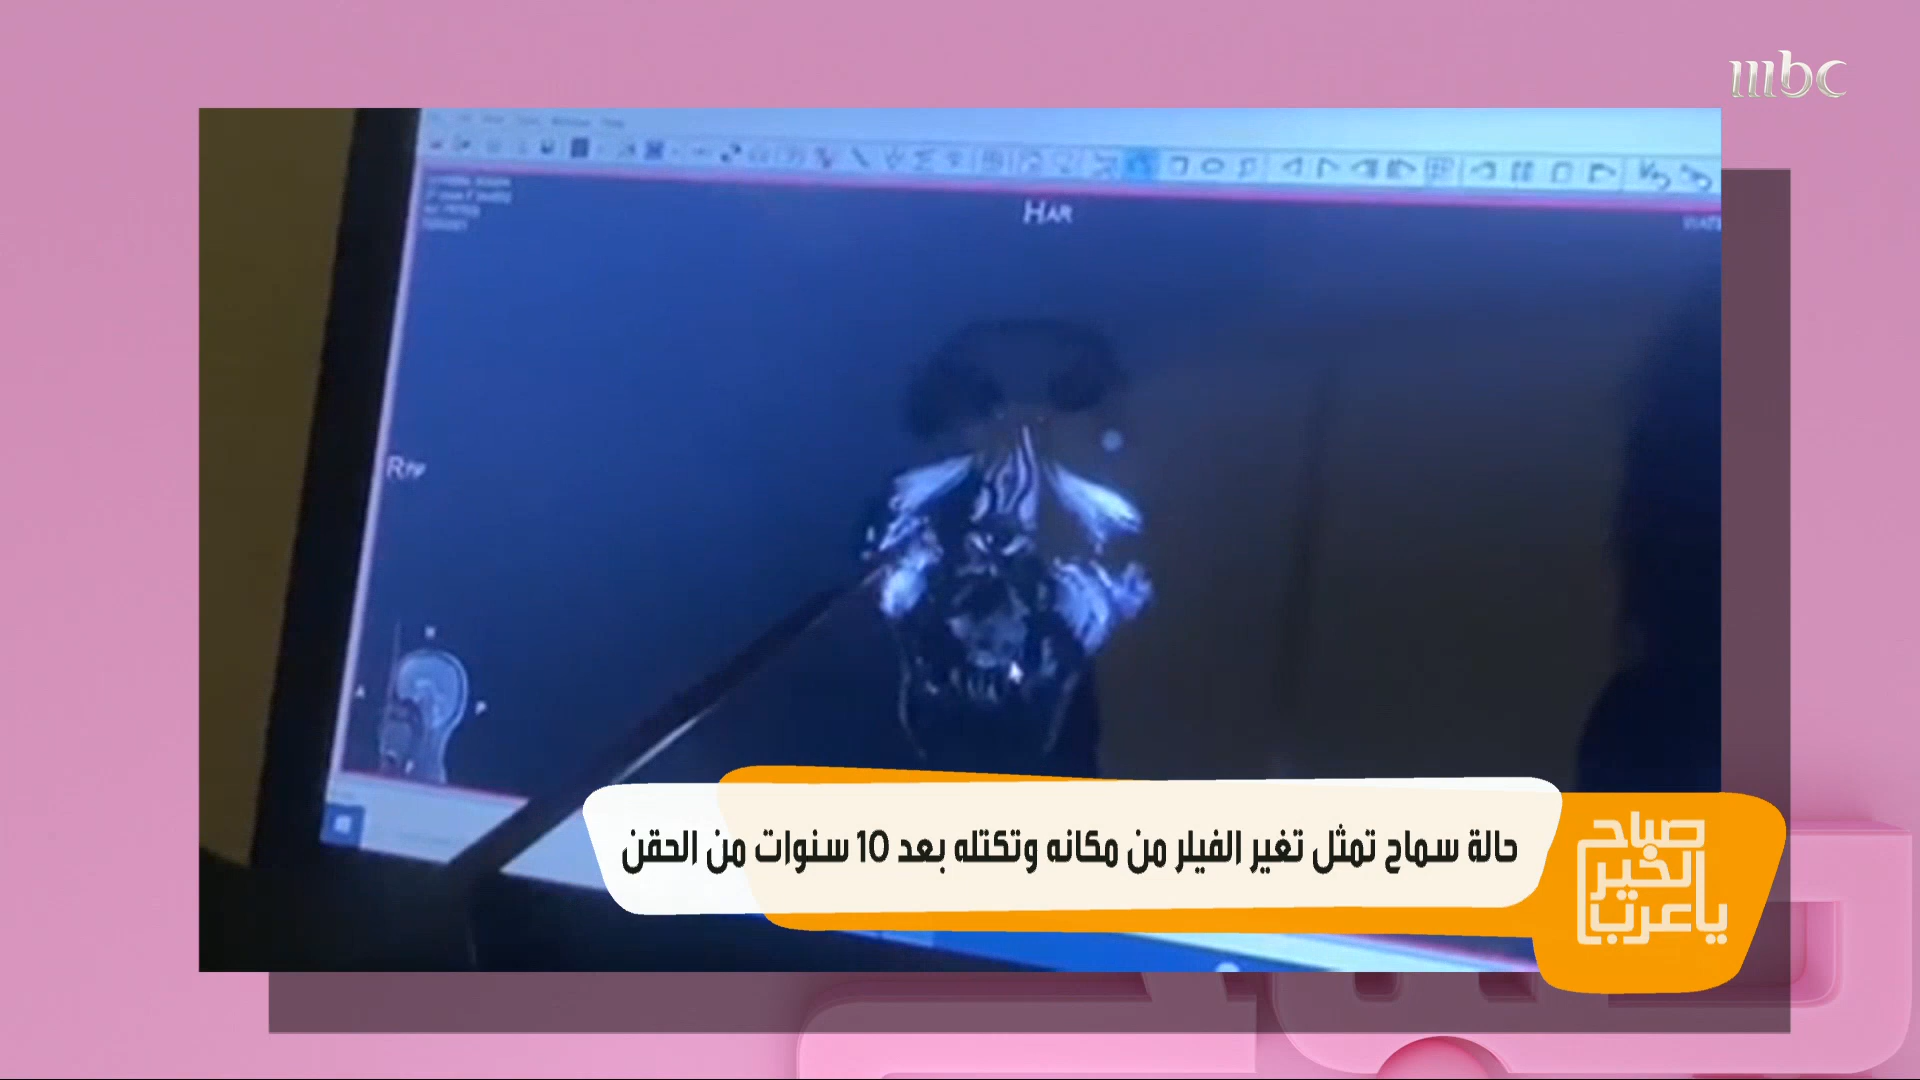 mbc
HAR
حالة سماح تمثل تغير الفيلر من مكانه وتكتله بعد 10 سنوات من الحقن
صباح
الخير
ياعرب